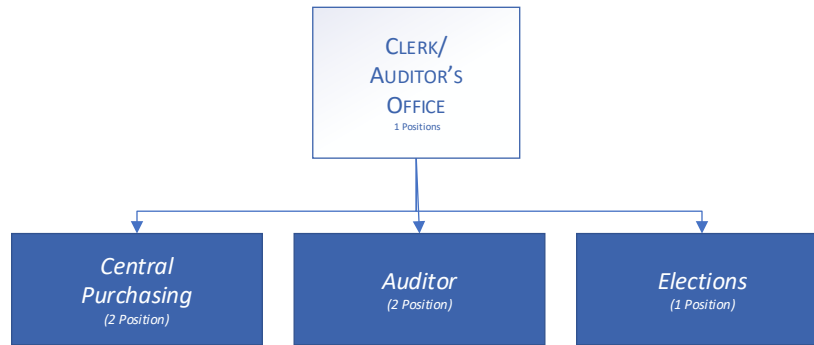 CLERK/
AUDITOR'S
OFFICE
1 Positions
Central
Purchasing
(2 Position)
Auditor
(2 Position)
Elections
(1 Position)